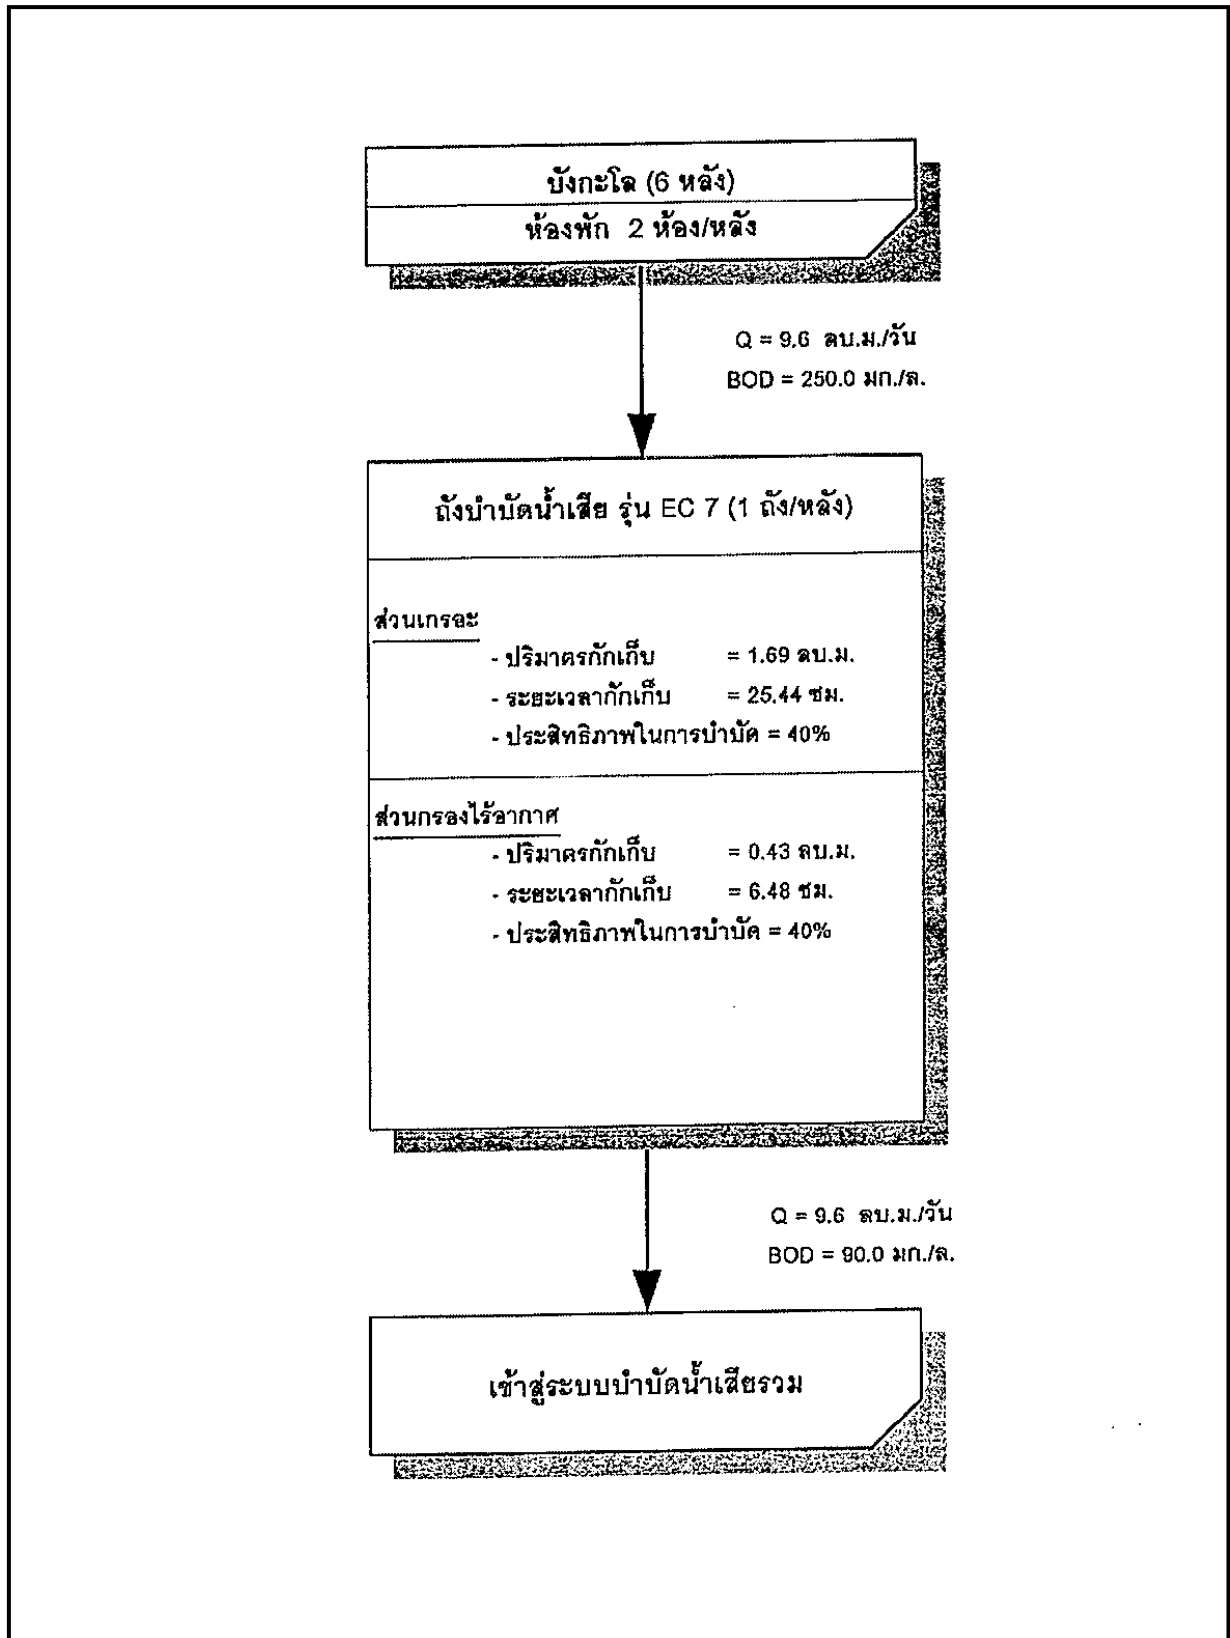 บังกะโล (6 หลัง)
ห้องพัก 2 ห้อง/หลัง
Q = 9.6 ลบ.ม./วัน
BOD = 250.0 มก./ล.
ถังบำบัดน้ำเสีย รุ่น EC 7 (1 ถัง/หลัง)
ส่วนเกรอะ
- ปริมาตรกักเก็บ = 1.69 ลบ.ม.
- ระยะเวลากักเก็บ = 25.44 ชม.
- ประสิทธิภาพในการบำบัด = 40%
ส่วนกรองไร้อากาศ
- ปริมาตรกักเก็บ = 0.43 ลบ.ม.
- ระยะเวลากักเก็บ = 6.48 ชม.
- ประสิทธิภาพในการบำบัด = 40%
Q = 9.6 ลบ.ม./วัน
BOD = 90.0 มก./ล.
เข้าสู่ระบบบำบัดน้ำเสียรวม